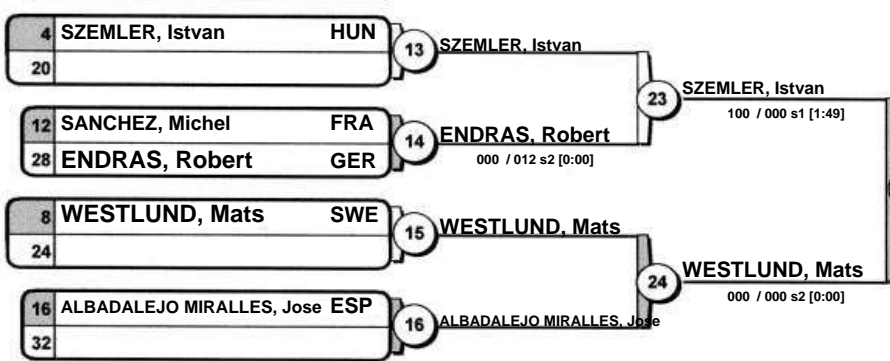 4 SZEMLER, Istvan HUN
20
13 SZEMLER, Istvan
12 SANCHEZ, Michel FRA
28 ENDRAS, Robert GER
14 ENDRAS, Robert
000 / 012 s2 [0:00]
23 SZEMLER, Istvan
100 / 000 s1 [1:49]
8 WESTLUND, Mats SWE
24
15 WESTLUND, Mats
16 ALBADALEJO MIRALLES, Jose ESP
32
16 ALBADALEJO MIRALLES, Jose
24 WESTLUND, Mats
000 / 000 s2 [0:00]